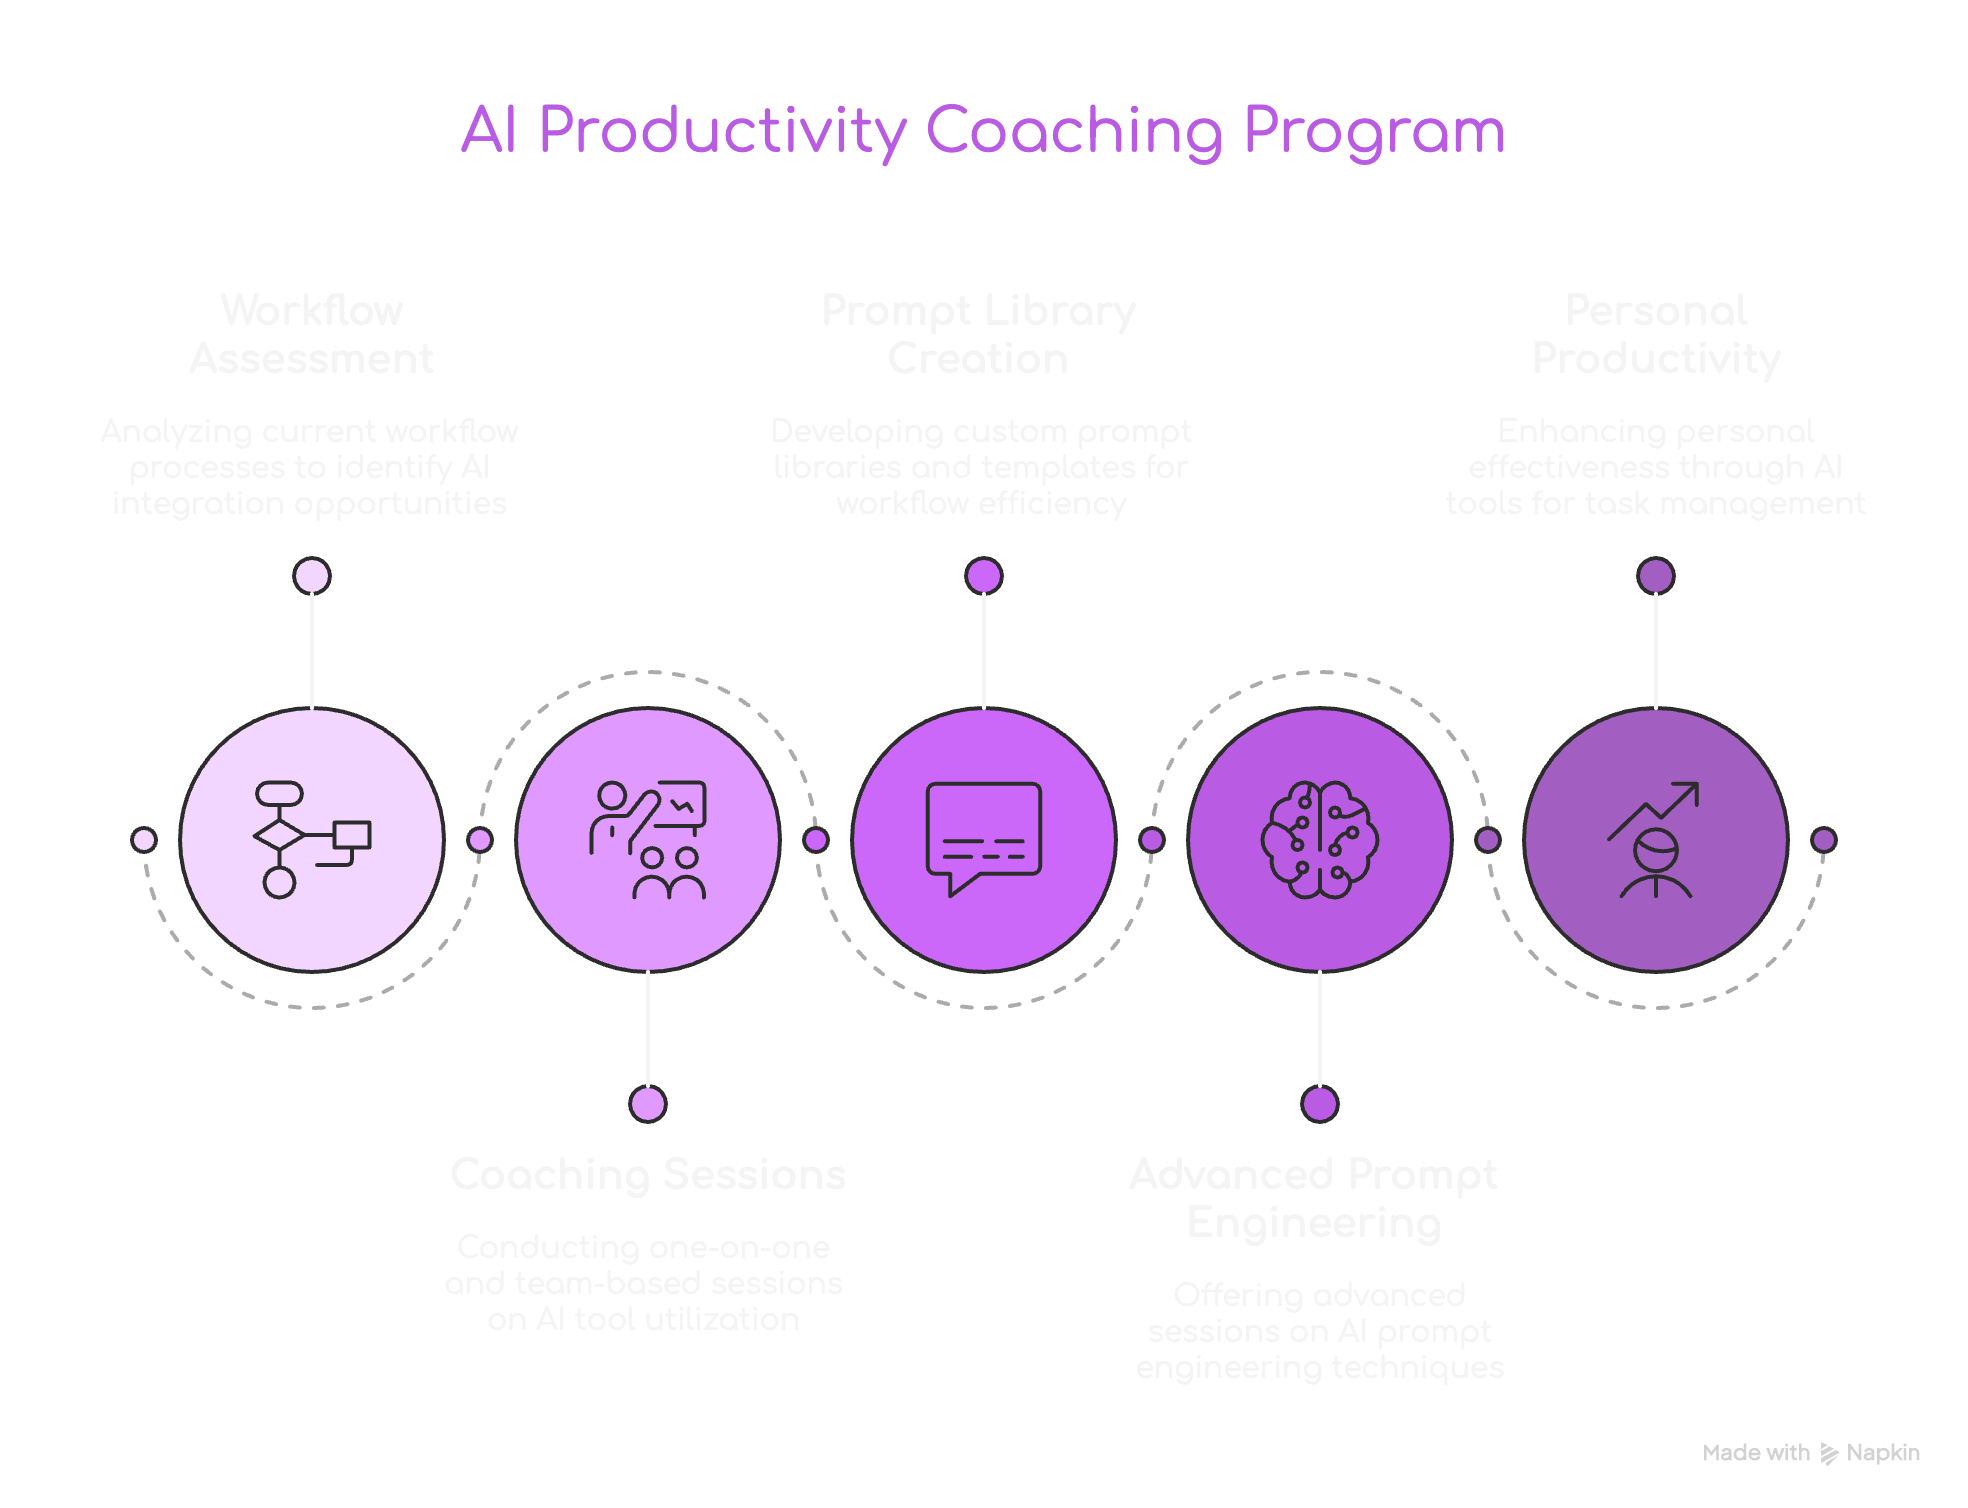 AI Productivity Coaching Program
Workflow
Assessment
Analyzing current workflow
processes to identify AI
integration opportunities
Prompt Library
Creation
Developing custom prompt
libraries and templates for
workflow efficiency
Personal
Productivity
Enhancing personal
effectiveness through AI
tools for task management
Coaching Sessions
Conducting one-on-one
and team-based sessions
on AI tool utilization
Advanced Prompt
Engineering
Offering advanced
sessions on AI prompt
engineering techniques
Made with Napkin